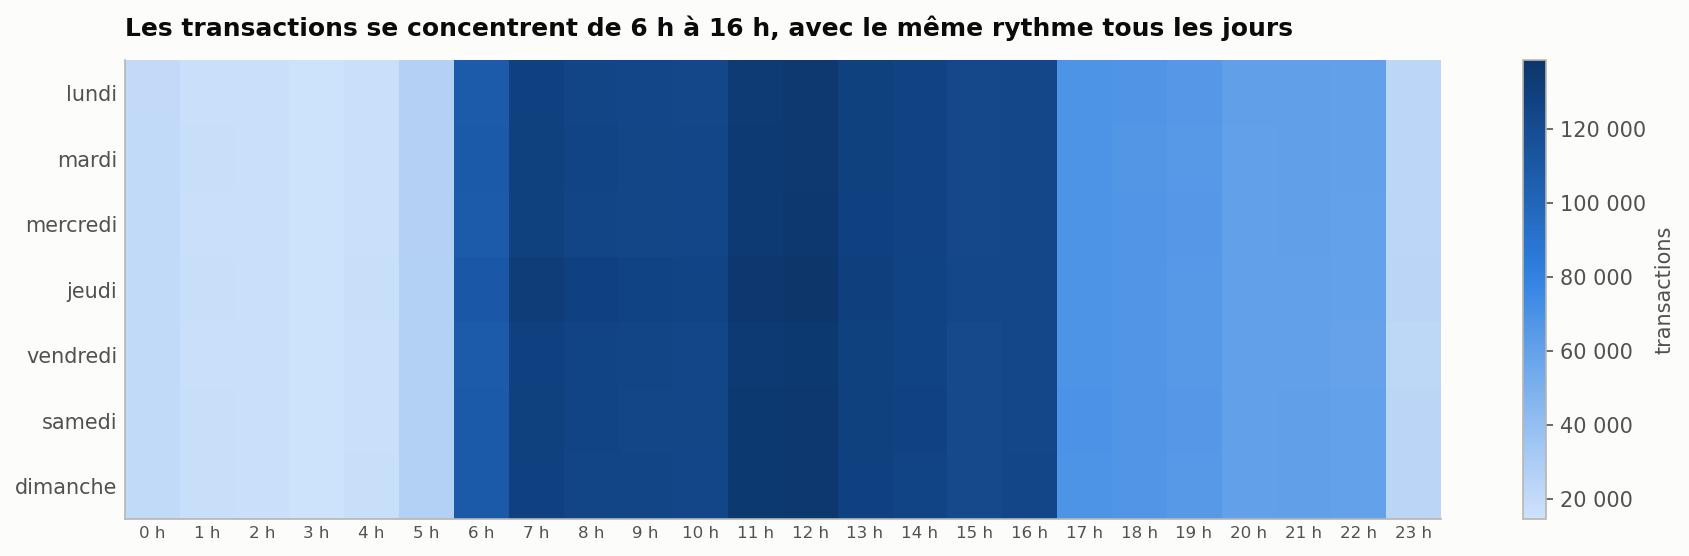 Les transactions se concentrent de 6 h à 16 h, avec le même rythme tous les jours
lundi
mardi
mercredi
jeudi
vendredi
samedi
dimanche
0 h 1 h 2 h 3 h 4 h 5 h 6 h 7 h 8 h 9 h 10 h 11 h 12 h 13 h 14 h 15 h 16 h 17 h 18 h 19 h 20 h 21 h 22 h 23 h
120 000
100 000
80 000
60 000
40 000
20 000
transactions